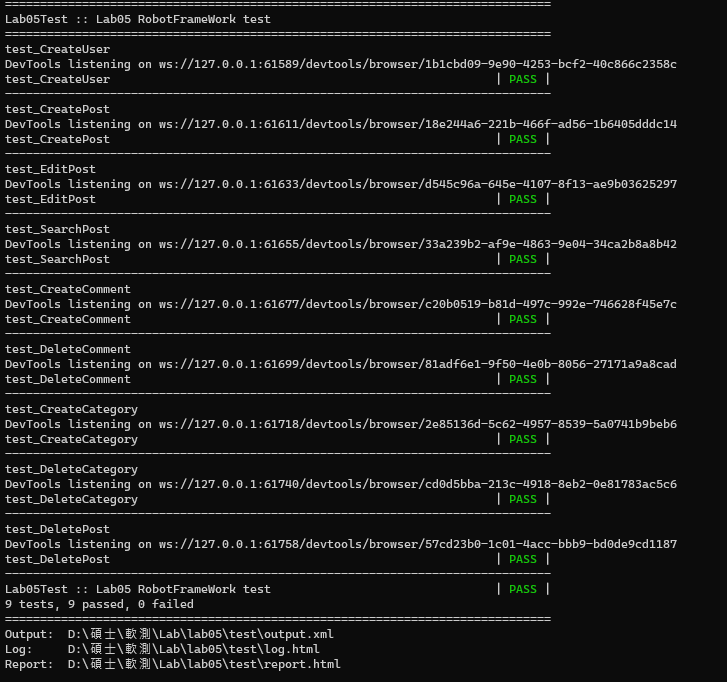 ==============================================================================
Lab05Test :: Lab05 RobotFrameWork test
==============================================================================
test_CreateUser
DevTools listening on ws://127.0.0.1:61589/devtools/browser/1b1cbd09-9e90-4253-bcf2-40c866c2358c
test_CreateUser                                                       | PASS |
------------------------------------------------------------------------------
test_CreatePost
DevTools listening on ws://127.0.0.1:61611/devtools/browser/18e244a6-221b-466f-ad56-1b6405dddc14
test_CreatePost                                                       | PASS |
------------------------------------------------------------------------------
test_EditPost
DevTools listening on ws://127.0.0.1:61633/devtools/browser/d545c96a-645e-4107-8f13-ae9b03625297
test_EditPost                                                         | PASS |
------------------------------------------------------------------------------
test_SearchPost
DevTools listening on ws://127.0.0.1:61655/devtools/browser/33a239b2-af9e-4863-9e04-34ca2b8a8b42
test_SearchPost                                                       | PASS |
------------------------------------------------------------------------------
test_CreateComment
DevTools listening on ws://127.0.0.1:61677/devtools/browser/c20b0519-b81d-497c-992e-746628f45e7c
test_CreateComment                                                    | PASS |
------------------------------------------------------------------------------
test_DeleteComment
DevTools listening on ws://127.0.0.1:61699/devtools/browser/81adf6e1-9f50-4e0b-8056-27171a9a8cad
test_DeleteComment                                                    | PASS |
------------------------------------------------------------------------------
test_CreateCategory
DevTools listening on ws://127.0.0.1:61718/devtools/browser/2e85136d-5c62-4957-8539-5a0741b9beb6
test_CreateCategory                                                   | PASS |
------------------------------------------------------------------------------
test_DeleteCategory
DevTools listening on ws://127.0.0.1:61740/devtools/browser/cd0d5bba-213c-4918-8eb2-0e81783ac5c6
test_DeleteCategory                                                   | PASS |
------------------------------------------------------------------------------
test_DeletePost
DevTools listening on ws://127.0.0.1:61758/devtools/browser/57cd23b0-1c01-4acc-bbb9-bd0de9cd1187
test_DeletePost                                                       | PASS |
------------------------------------------------------------------------------
Lab05Test :: Lab05 RobotFrameWork test                                | PASS |
9 tests, 9 passed, 0 failed
==============================================================================
Output:  D:\碩士\軟測\Lab\lab05\test\output.xml
Log:     D:\碩士\軟測\Lab\lab05\test\log.html
Report:  D:\碩士\軟測\Lab\lab05\test\report.html